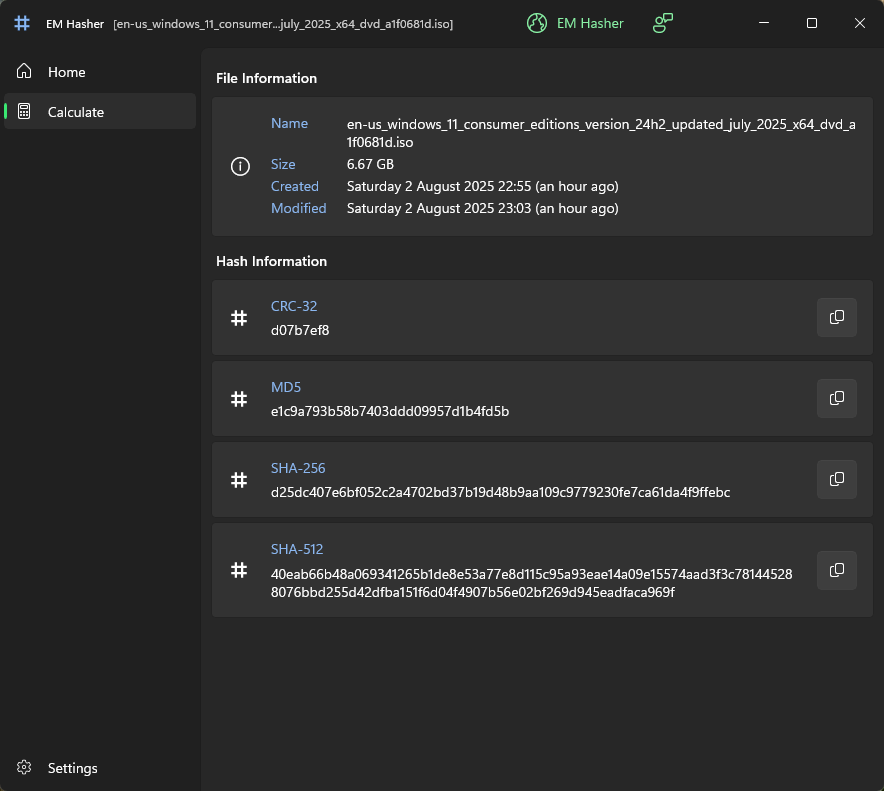 EM Hasher [en-us_windows_11_consumer...july_2025_x64_dvd_a1f0681d.iso]
EM Hasher
Home
Calculate
File Information
Name
en-us_windows_11_consumer_editions_version_24h2_updated_july_2025_x64_dvd_a
1f0681d.iso
Size 6.67 GB
Created Saturday 2 August 2025 22:55 (an hour ago)
Modified Saturday 2 August 2025 23:03 (an hour ago)
Hash Information
CRC-32
d07b7ef8
MD5
e1c9a793b58b7403ddd09957d1b4fd5b
SHA-256
d25dc407e6bf052c2a4702bd37b19d48b9aa109c9779230fe7ca61da4f9ffebc
SHA-512
40eab66b48a069341265b1de8e53a77e8d115c95a93eae14a09e15574aad3f3c78144528
8076bbd255d42dfba151f6d04f4907b56e02bf269d945eadfaca969f
Settings